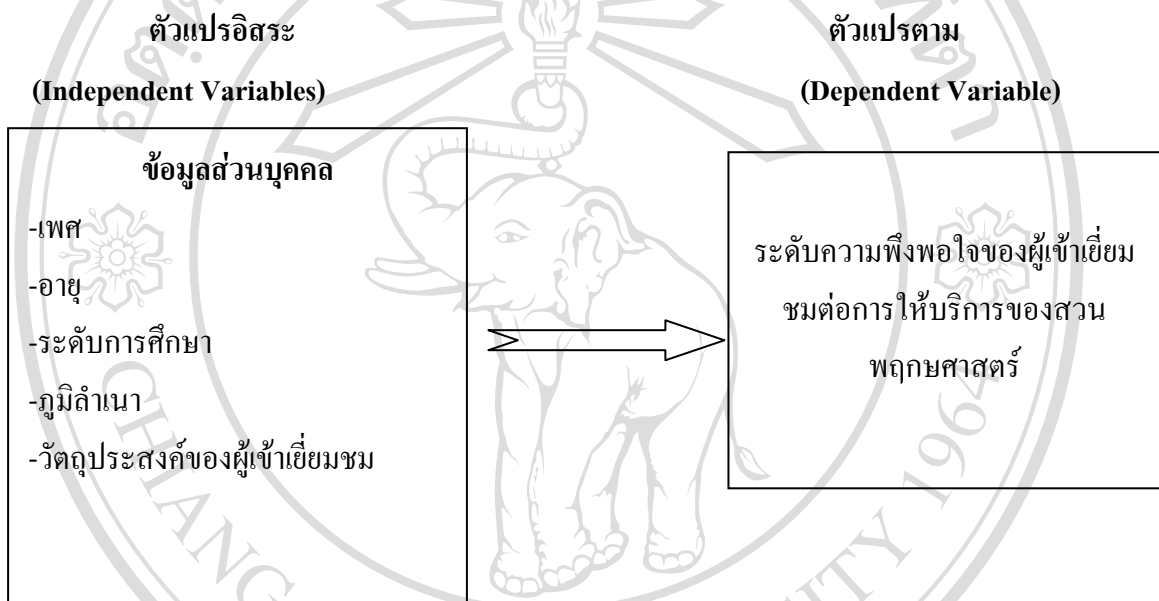 ตัวแปรอิสระ
(Independent Variables)
ข้อมูลส่วนบุคคล
-เพศ
-อายุ
-ระดับการศึกษา
-ภูมิลำเนา
-วัตถุประสงค์ของผู้เข้าเยี่ยมชม
ตัวแปรตาม
(Dependent Variable)
ระดับความพึงพอใจของผู้เข้าเยี่ยม
ชมต่อการให้บริการของสวน
พฤกษศาสตร์
CHIANG
1964